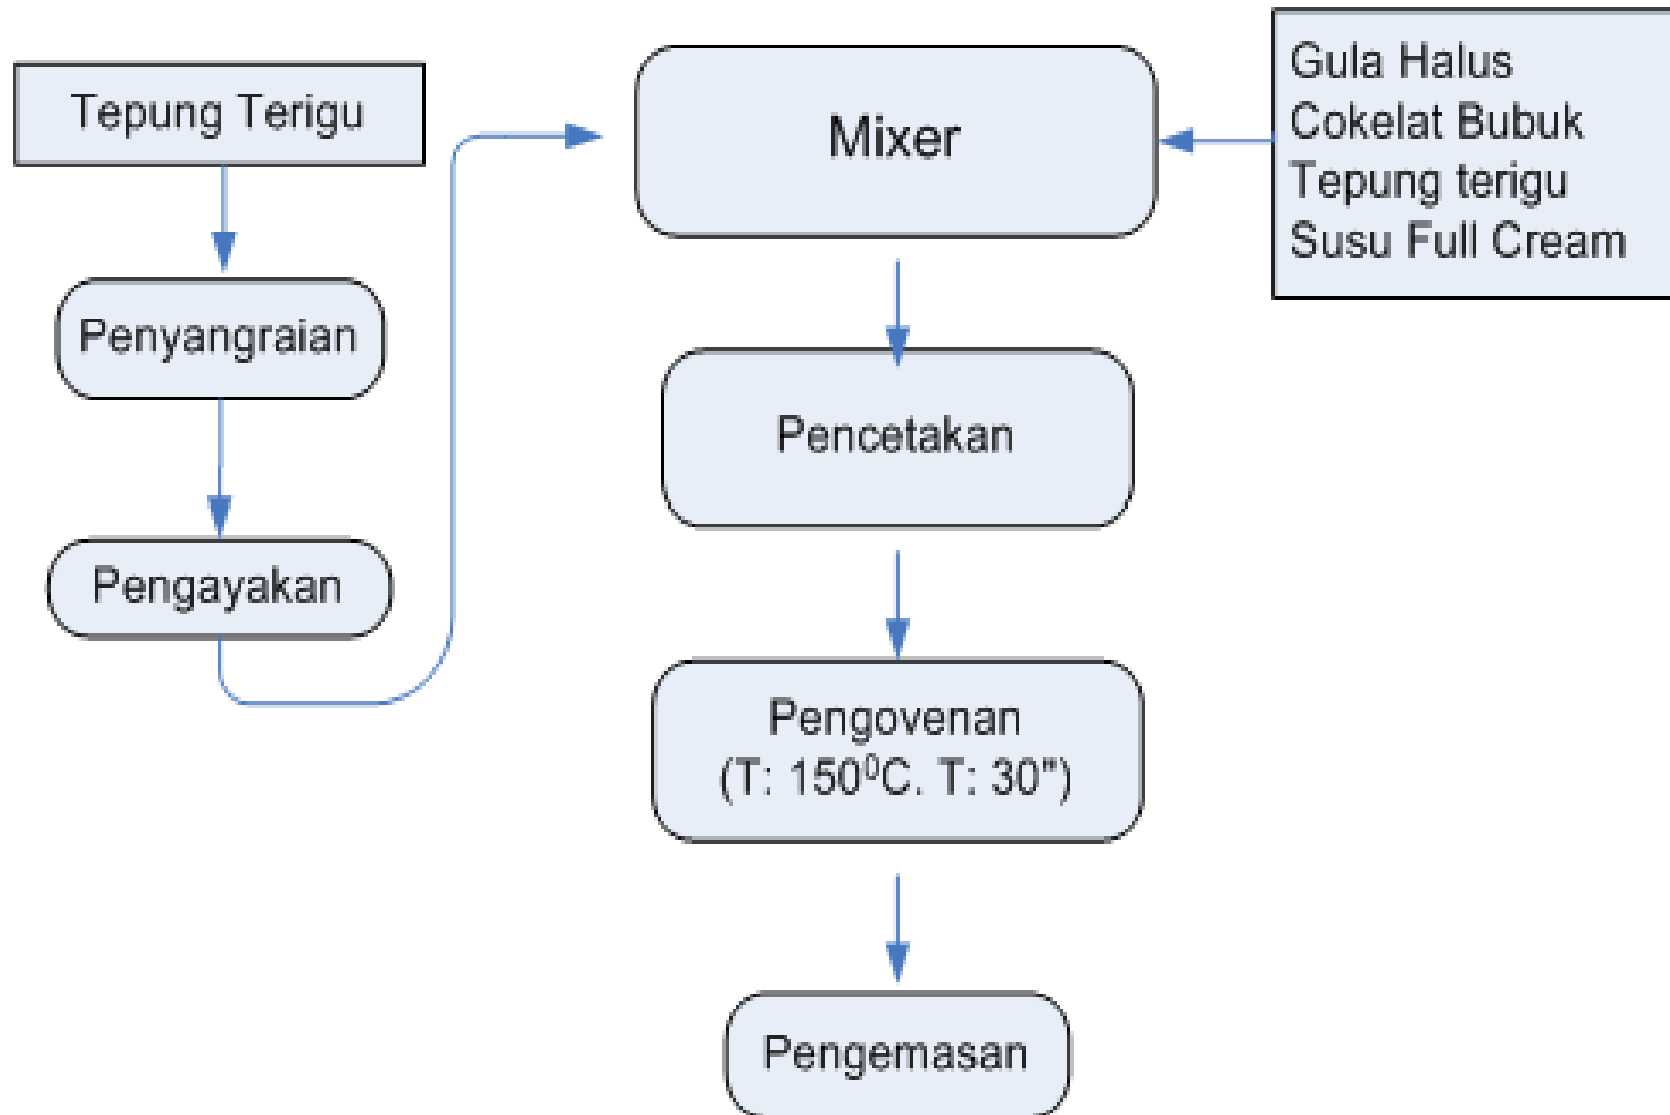 Tepung Terigu
Penyangraian
Pengayakan
Mixer
Gula Halus
Cokelat Bubuk
Tepung terigu
Susu Full Cream
Pencetakan
Pengovenan
(T: 150⁰C. T: 30")
Pengemasan